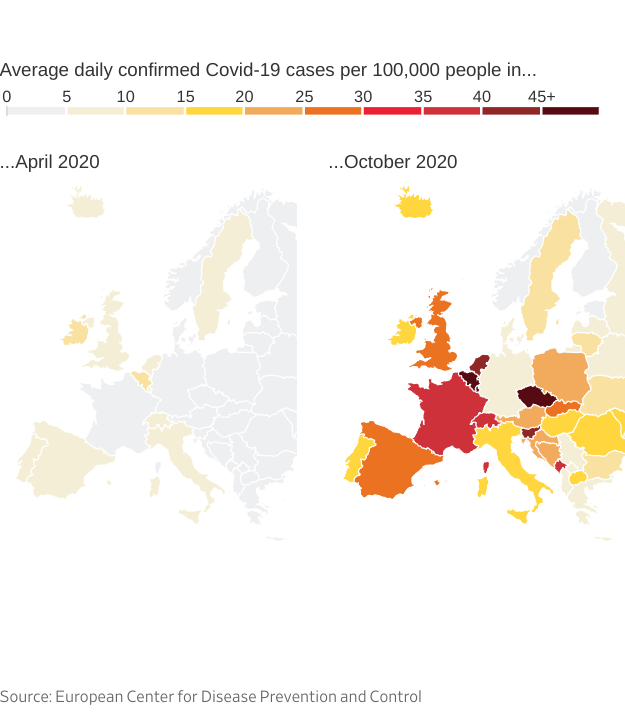 Average daily confirmed Covid-19 cases per 100,000 people in...
0 5 10 15 20 25 30 35 40 45+
...April 2020
...October 2020
Source: European Center for Disease Prevention and Control